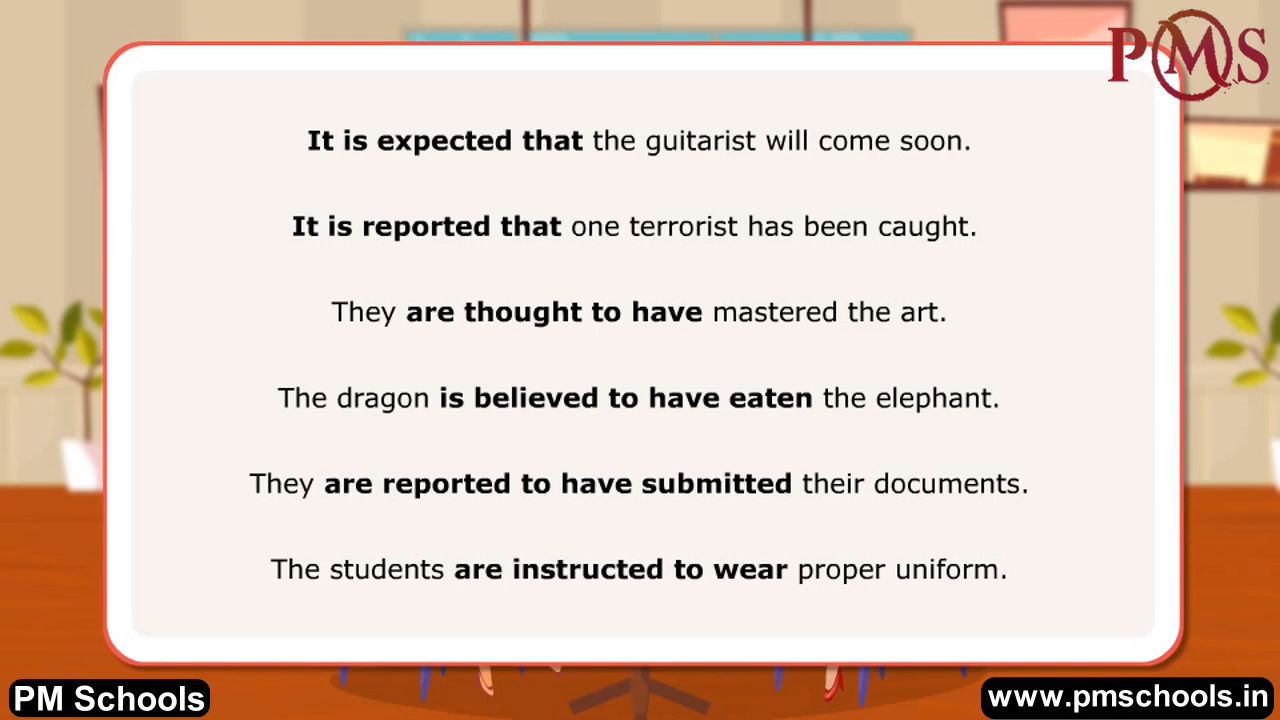 PMS
It is expected that the guitarist will come soon.
It is reported that one terrorist has been caught.
They are thought to have mastered the art.
The dragon is believed to have eaten the elephant.
They are reported to have submitted their documents.
The students are instructed to wear proper uniform.
PM Schools
www.pmschools.in